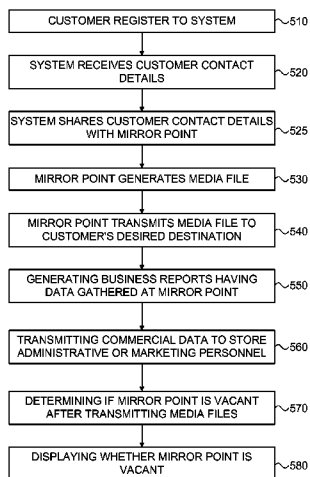 CUSTOMER REGISTER TO SYSTEM
510
SYSTEM RECEIVES CUSTOMER CONTACT
DETAILS
520
SYSTEM SHARES CUSTOMER CONTACT DETAILS
WITH MIRROR POINT
525
MIRROR POINT GENERATES MEDIA FILE
530
MIRROR POINT TRANSMITS MEDIA FILE TO
CUSTOMER'S DESIRED DESTINATION
540
GENERATING BUSINESS REPORTS HAVING
DATA GATHERED AT MIRROR POINT
550
TRANSMITTING COMMERCIAL DATA TO STORE
ADMINISTRATIVE OR MARKETING PERSONNEL
560
DETERMINING IF MIRROR POINT IS VACANT
AFTER TRANSMITTING MEDIA FILES
570
DISPLAYING WHETHER MIRROR POINT IS
VACANT
580